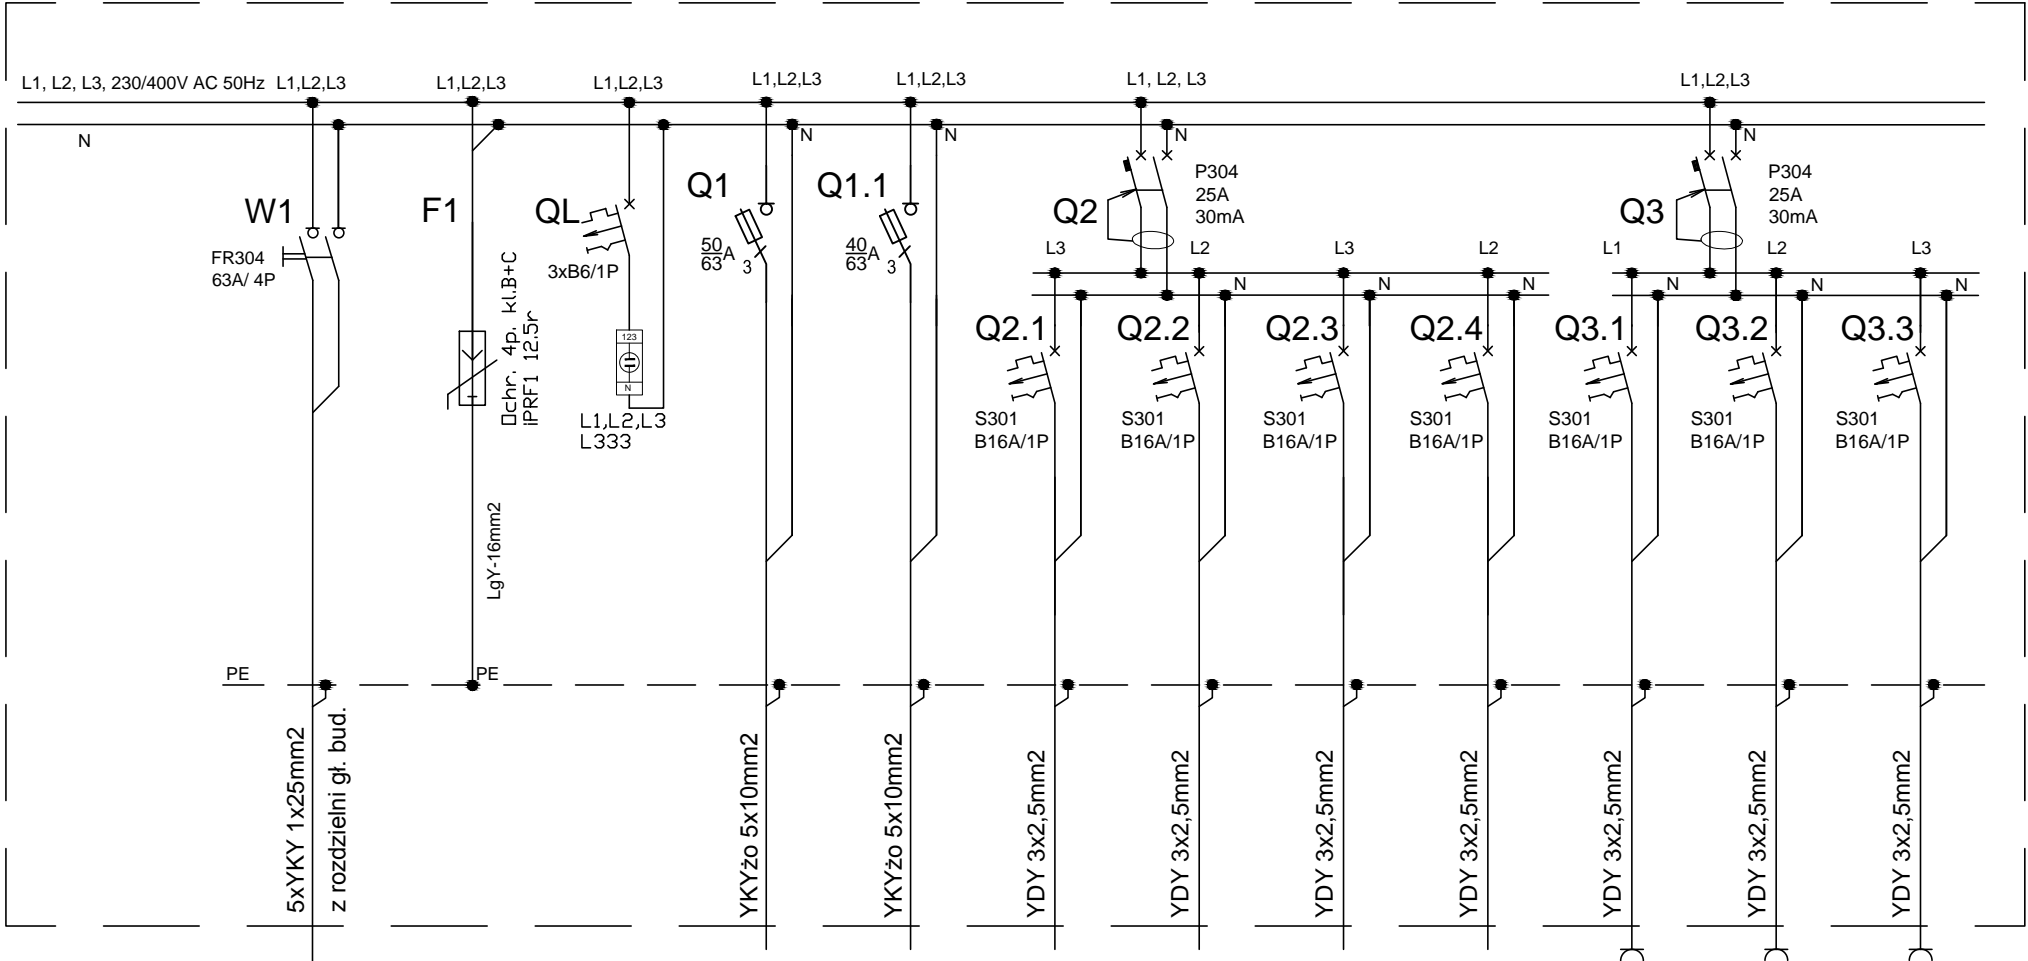 L1, L2, L3, 230/400V AC 50Hz
L1,L2,L3
L1,L2,L3
L1,L2,L3
L1,L2,L3
L1,L2,L3
L1, L2, L3
L1,L2,L3
N
N
N
N
N
W1
FR304
63A/ 4P
F1
Ochr. 4p. kl.B+C
iPRF1 12.5r
LgY-16mm2
QL
3xB6/1P
123
N
L1,L2,L3
L333
Q1
50
63
A
3
Q1.1
40
63
A
3
Q2
P304
25A
30mA
Q3
P304
25A
30mA
L3
L2
L3
L2
L1
L2
L3
N
N
N
N
N
N
Q2.1
S301
B16A/1P
Q2.2
S301
B16A/1P
Q2.3
S301
B16A/1P
Q2.4
S301
B16A/1P
Q3.1
S301
B16A/1P
Q3.2
S301
B16A/1P
Q3.3
S301
B16A/1P
PE
PE
5xYKY 1x25mm2
z rozdzielni gł. bud.
YKYżo 5x10mm2
YKYżo 5x10mm2
YDY 3x2,5mm2
YDY 3x2,5mm2
YDY 3x2,5mm2
YDY 3x2,5mm2
YDY 3x2,5mm2
YDY 3x2,5mm2
YDY 3x2,5mm2